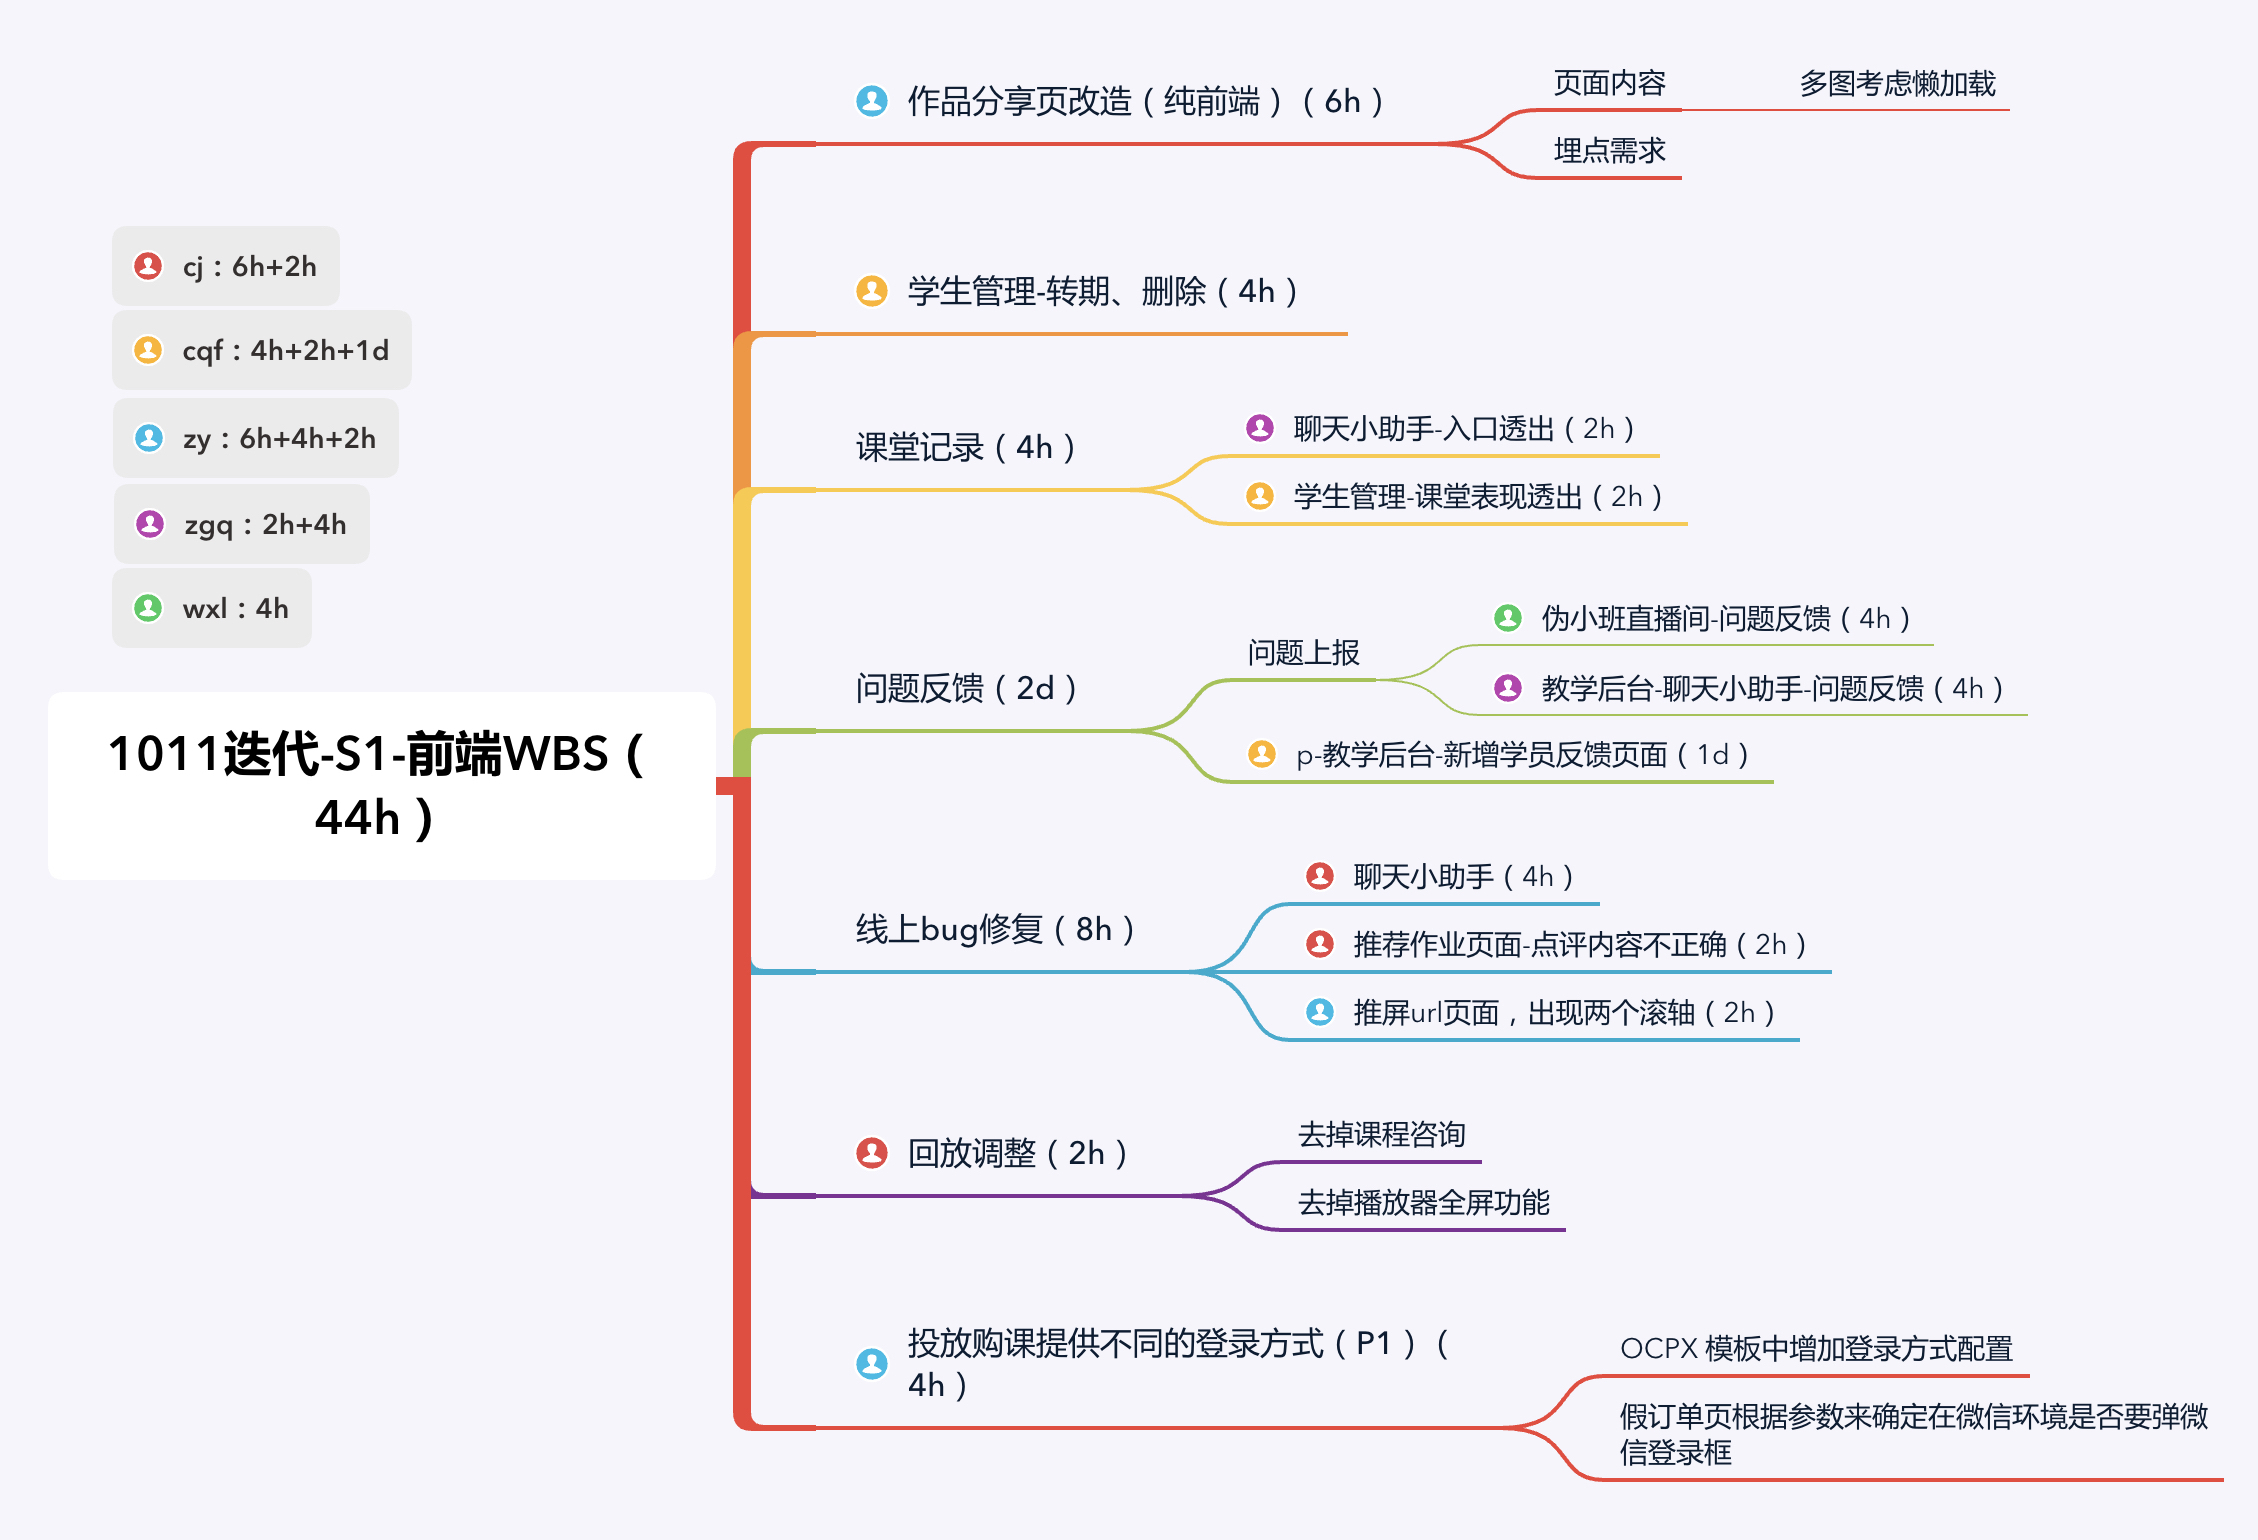 cj：6h+2h
cqf：4h+2h+1d
zy：6h+4h+2h
zgq：2h+4h
wxl：4h
1011迭代-S1-前端WBS（
44h）
作品分享页改造（纯前端）（6h）
页面内容
多图考虑懒加载
埋点需求
学生管理-转期、删除（4h）
课堂记录（4h）
聊天小助手-入口透出（2h）
学生管理-课堂表现透出（2h）
问题反馈（2d）
问题上报
伪小班直播间-问题反馈（4h）
教学后台-聊天小助手-问题反馈（4h）
p-教学后台-新增学员反馈页面（1d）
线上bug修复（8h）
聊天小助手（4h）
推荐作业页面-点评内容不正确（2h）
推屏url页面，出现两个滚轴（2h）
回放调整（2h）
去掉课程咨询
去掉播放器全屏功能
投放购课提供不同的登录方式（P1）（
4h）
OCPX 模板中增加登录方式配置
假订单页根据参数来确定在微信环境是否要弹微
信登录框